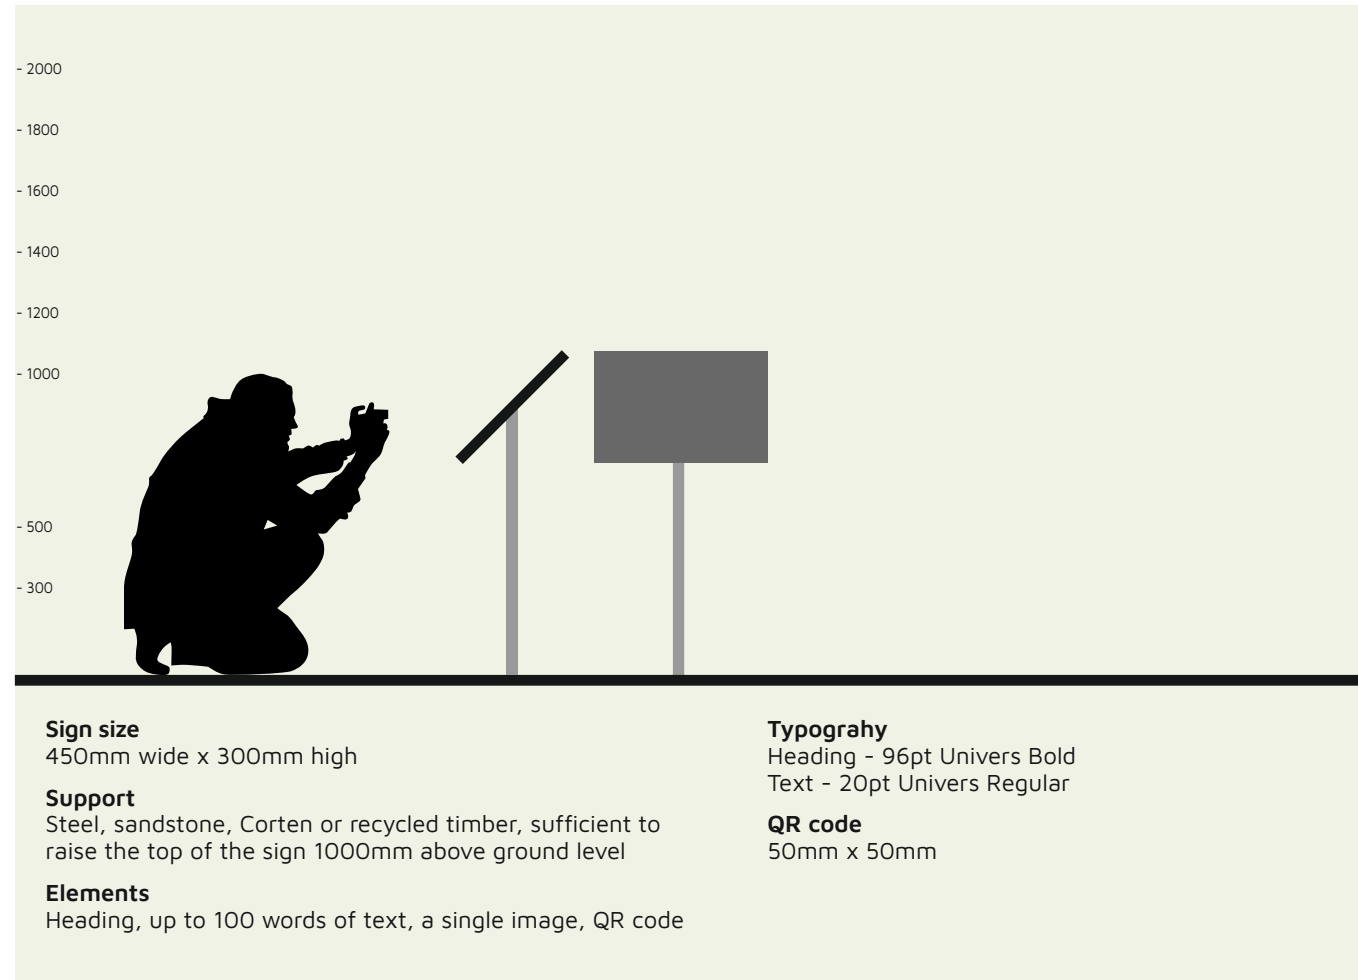 - 2000
- 1800
- 1600
- 1400
- 1200
- 1000
- 500
- 300
Sign size
450mm wide x 300mm high
Support
Steel, sandstone, Corten or recycled timber, sufficient to
raise the top of the sign 1000mm above ground level
Elements
Heading, up to 100 words of text, a single image, QR code
Typograhy
Heading - 96pt Univers Bold
Text - 20pt Univers Regular
QR code
50mm x 50mm